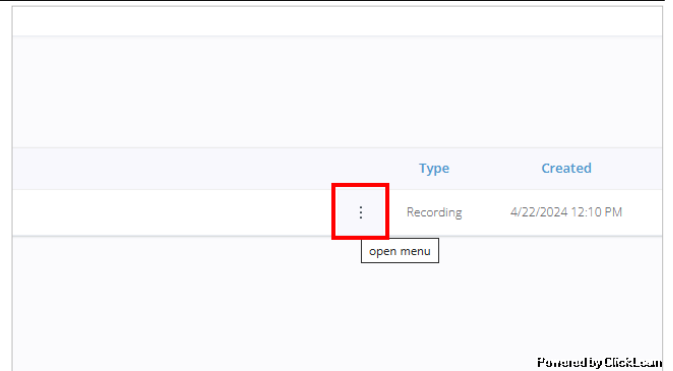 Type Created
⋮ Recording 4/22/2024 12:10 PM
open menu
Powered by ClickLearn